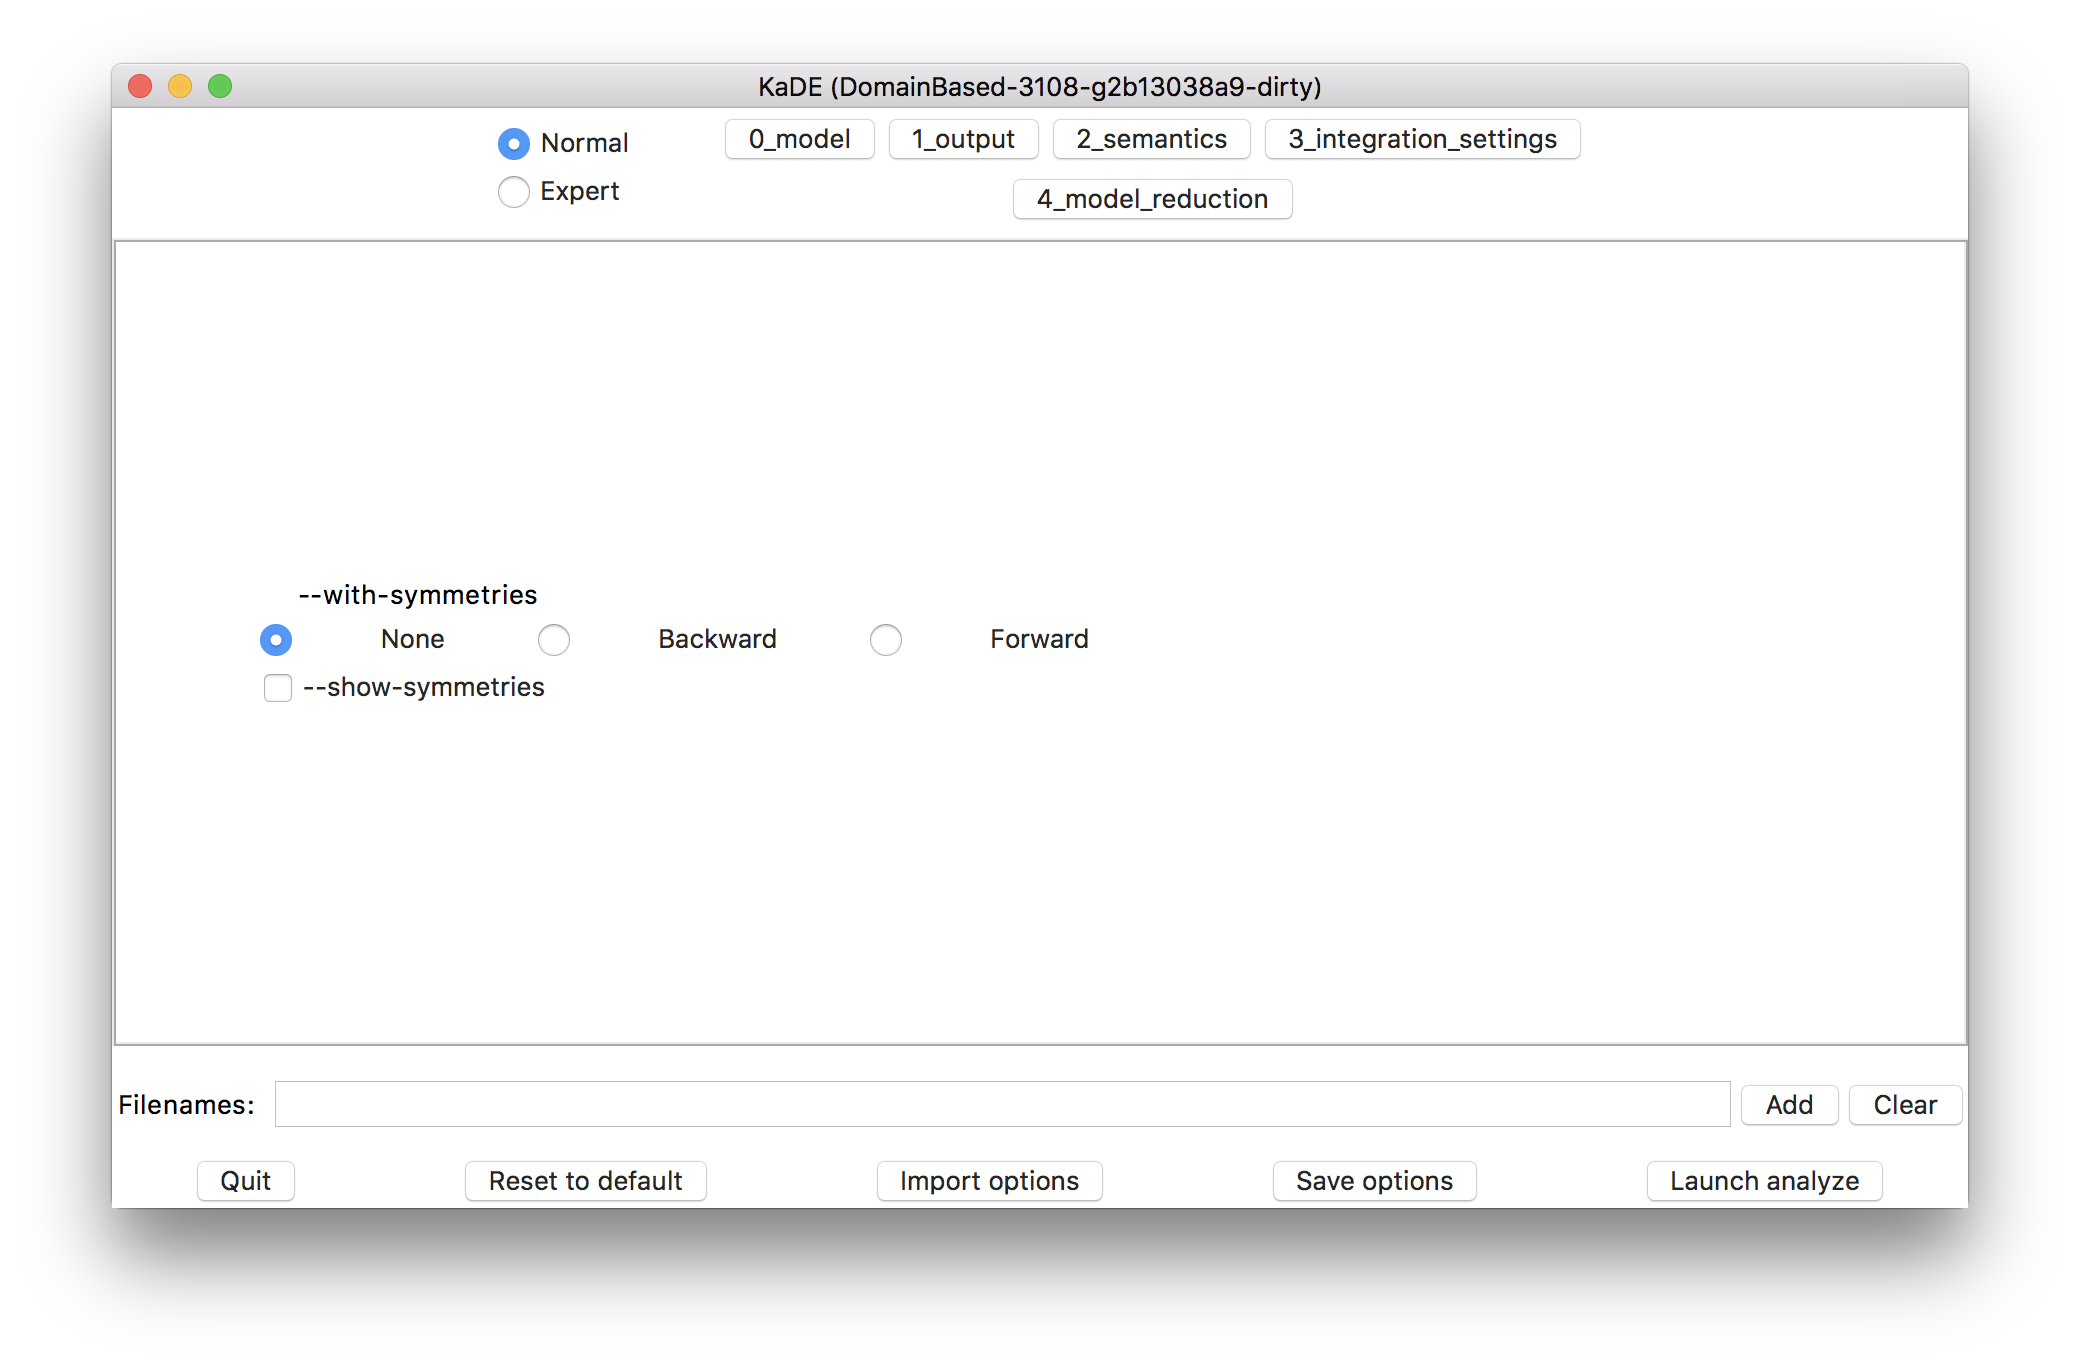 KaDE (DomainBased-3108-g2b13038a9-dirty)
Normal
Expert
0_model 1_output 2_semantics 3_integration_settings
4_model_reduction
--with-symmetries
None Backward Forward
--show-symmetries
Filenames: Add Clear
Quit Reset to default Import options Save options Launch analyze